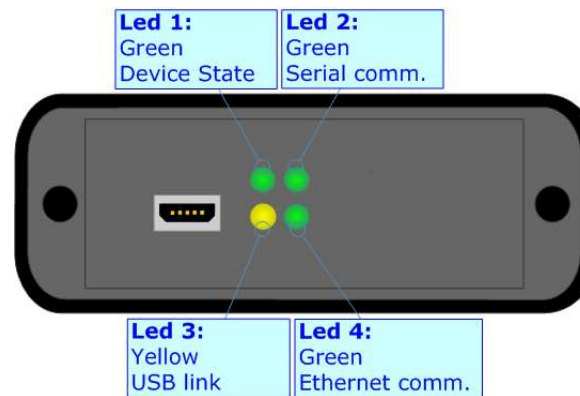 Led 1:
Green
Device State
Led 2:
Green
Serial comm.
Led 3:
Yellow
USB link
Led 4:
Green
Ethernet comm.